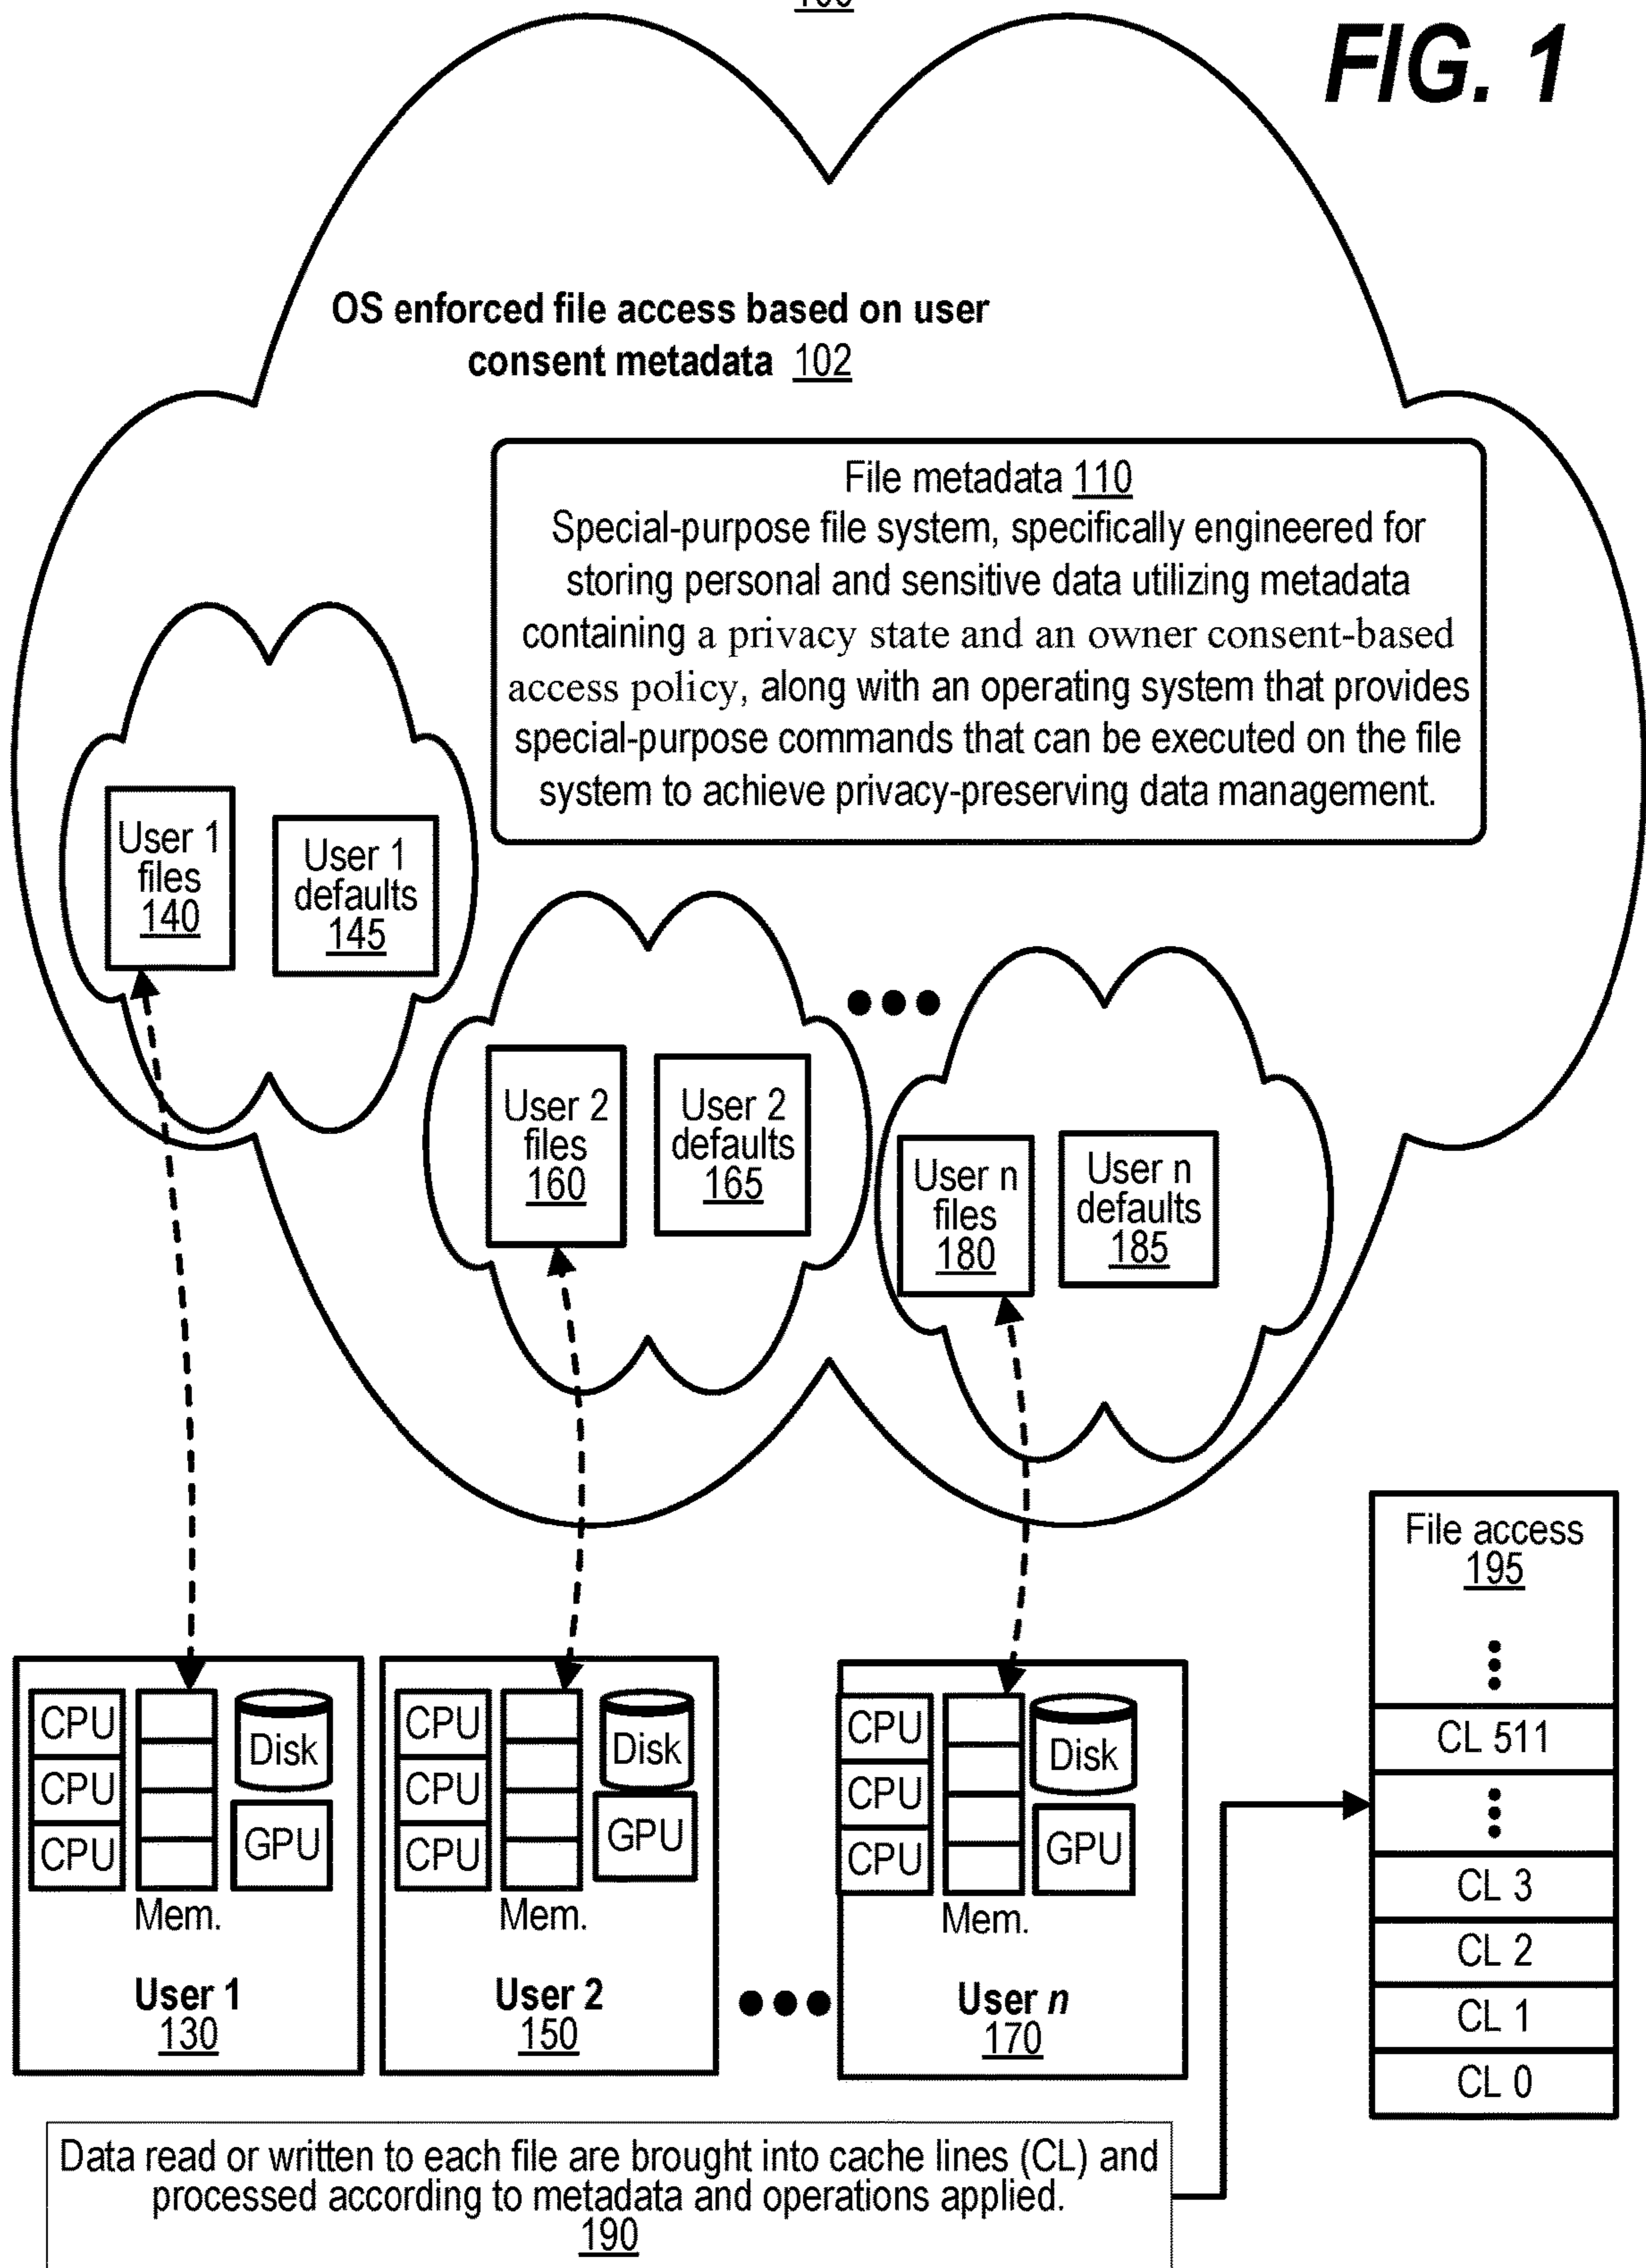 FIG. 1
OS enforced file access based on user
consent metadata 102
File metadata 110
Special-purpose file system, specifically engineered for
storing personal and sensitive data utilizing metadata
containing a privacy state and an owner consent-based
access policy, along with an operating system that provides
special-purpose commands that can be executed on the file
system to achieve privacy-preserving data management.
User 1
files
140
User 1
defaults
145
User 2
files
160
User 2
defaults
165
User n
files
180
User n
defaults
185
File access
195
CL 511
CL 3
CL 2
CL 1
CL 0
CPU
CPU
CPU
Mem.
Disk
GPU
User 1
130
CPU
CPU
CPU
Mem.
Disk
GPU
User 2
150
CPU
CPU
CPU
Mem.
Disk
GPU
User n
170
Data read or written to each file are brought into cache lines (CL) and
processed according to metadata and operations applied.
190